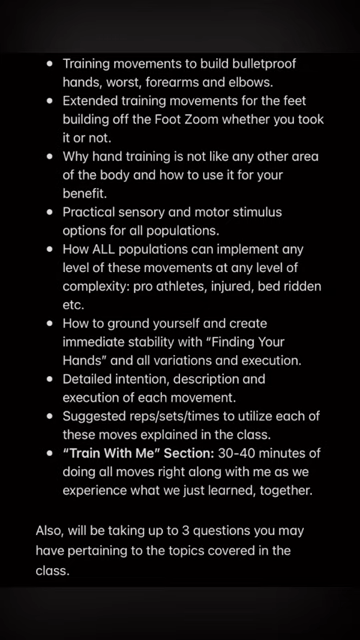 • Training movements to build bulletproof
hands, worst, forearms and elbows.
• Extended training movements for the feet
building off the Foot Zoom whether you took
it or not.
• Why hand training is not like any other area
of the body and how to use it for your
benefit.
• Practical sensory and motor stimulus
options for all populations.
• How ALL populations can implement any
level of these movements at any level of
complexity: pro athletes, injured, bed ridden
etc.
• How to ground yourself and create
immediate stability with “Finding Your
Hands” and all variations and execution.
• Detailed intention, description and
execution of each movement.
• Suggested reps/sets/times to utilize each of
these moves explained in the class.
• “Train With Me” Section: 30-40 minutes of
doing all moves right along with me as we
experience what we just learned, together.
Also, will be taking up to 3 questions you may
have pertaining to the topics covered in the
class.